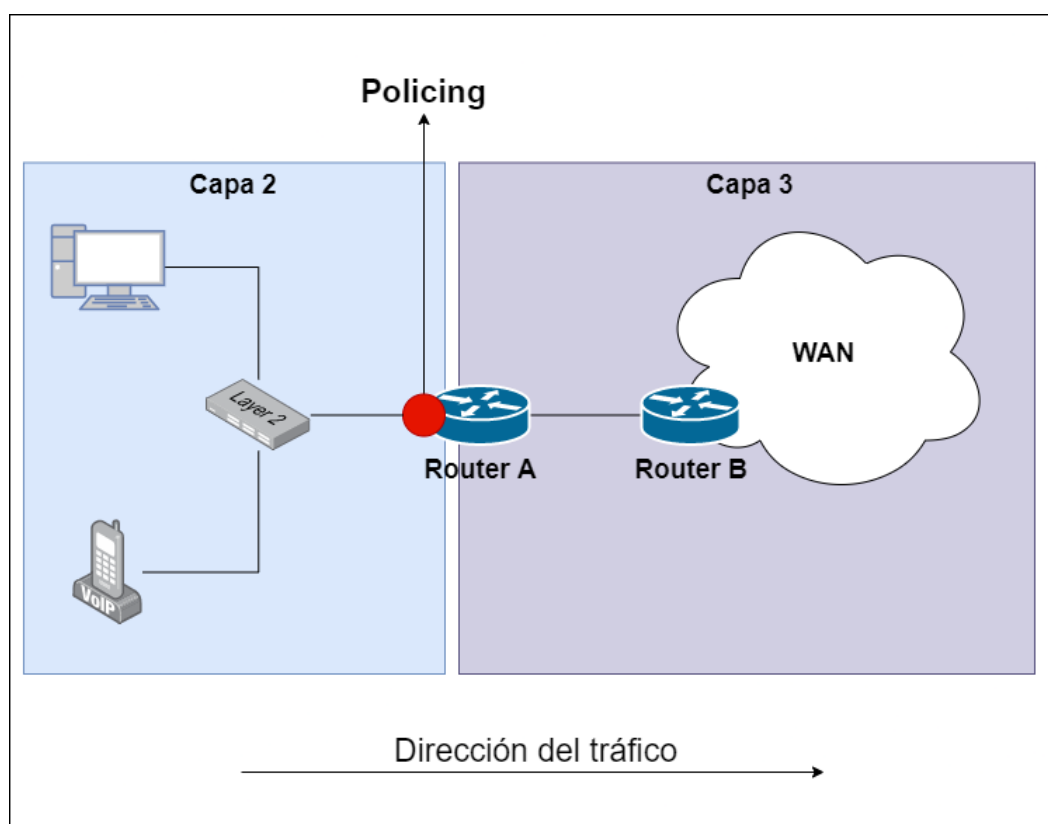 Policing
Capa 2
Capa 3
WAN
Layer 2
Router A
Router B
VoIP
Dirección del tráfico